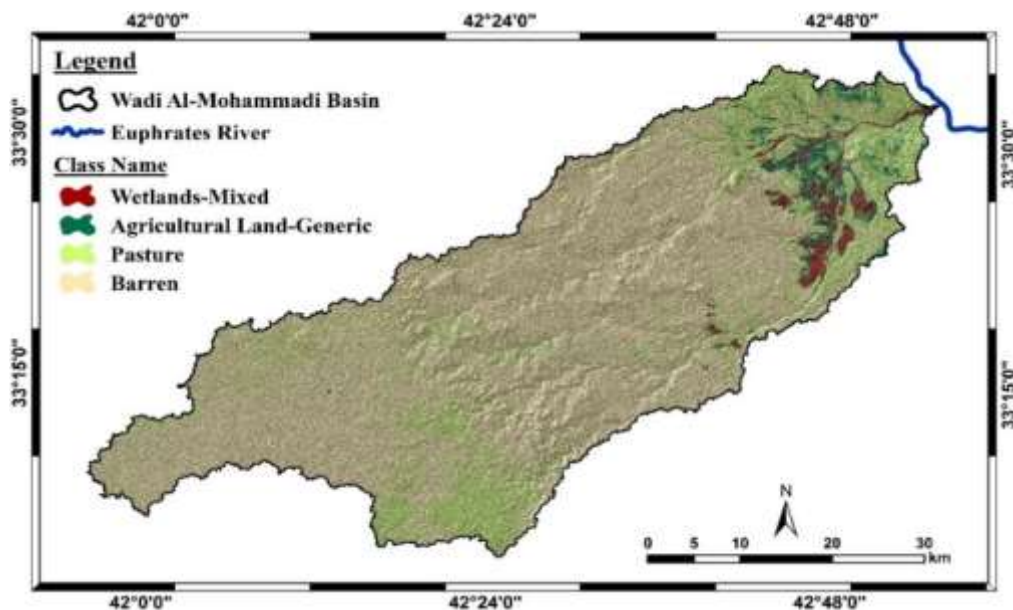 42°0'0" 42°24'0" 42°48'0"
Legend
Wadi Al-Mohammadi Basin
Euphrates River
Class Name
Wetlands-Mixed
Agricultural Land-Generic
Pasture
Barren
33°30'0"
33°30'0"
33°15'0"
33°15'0"
N
0 5 10 20 30
km
42°0'0" 42°24'0" 42°48'0"